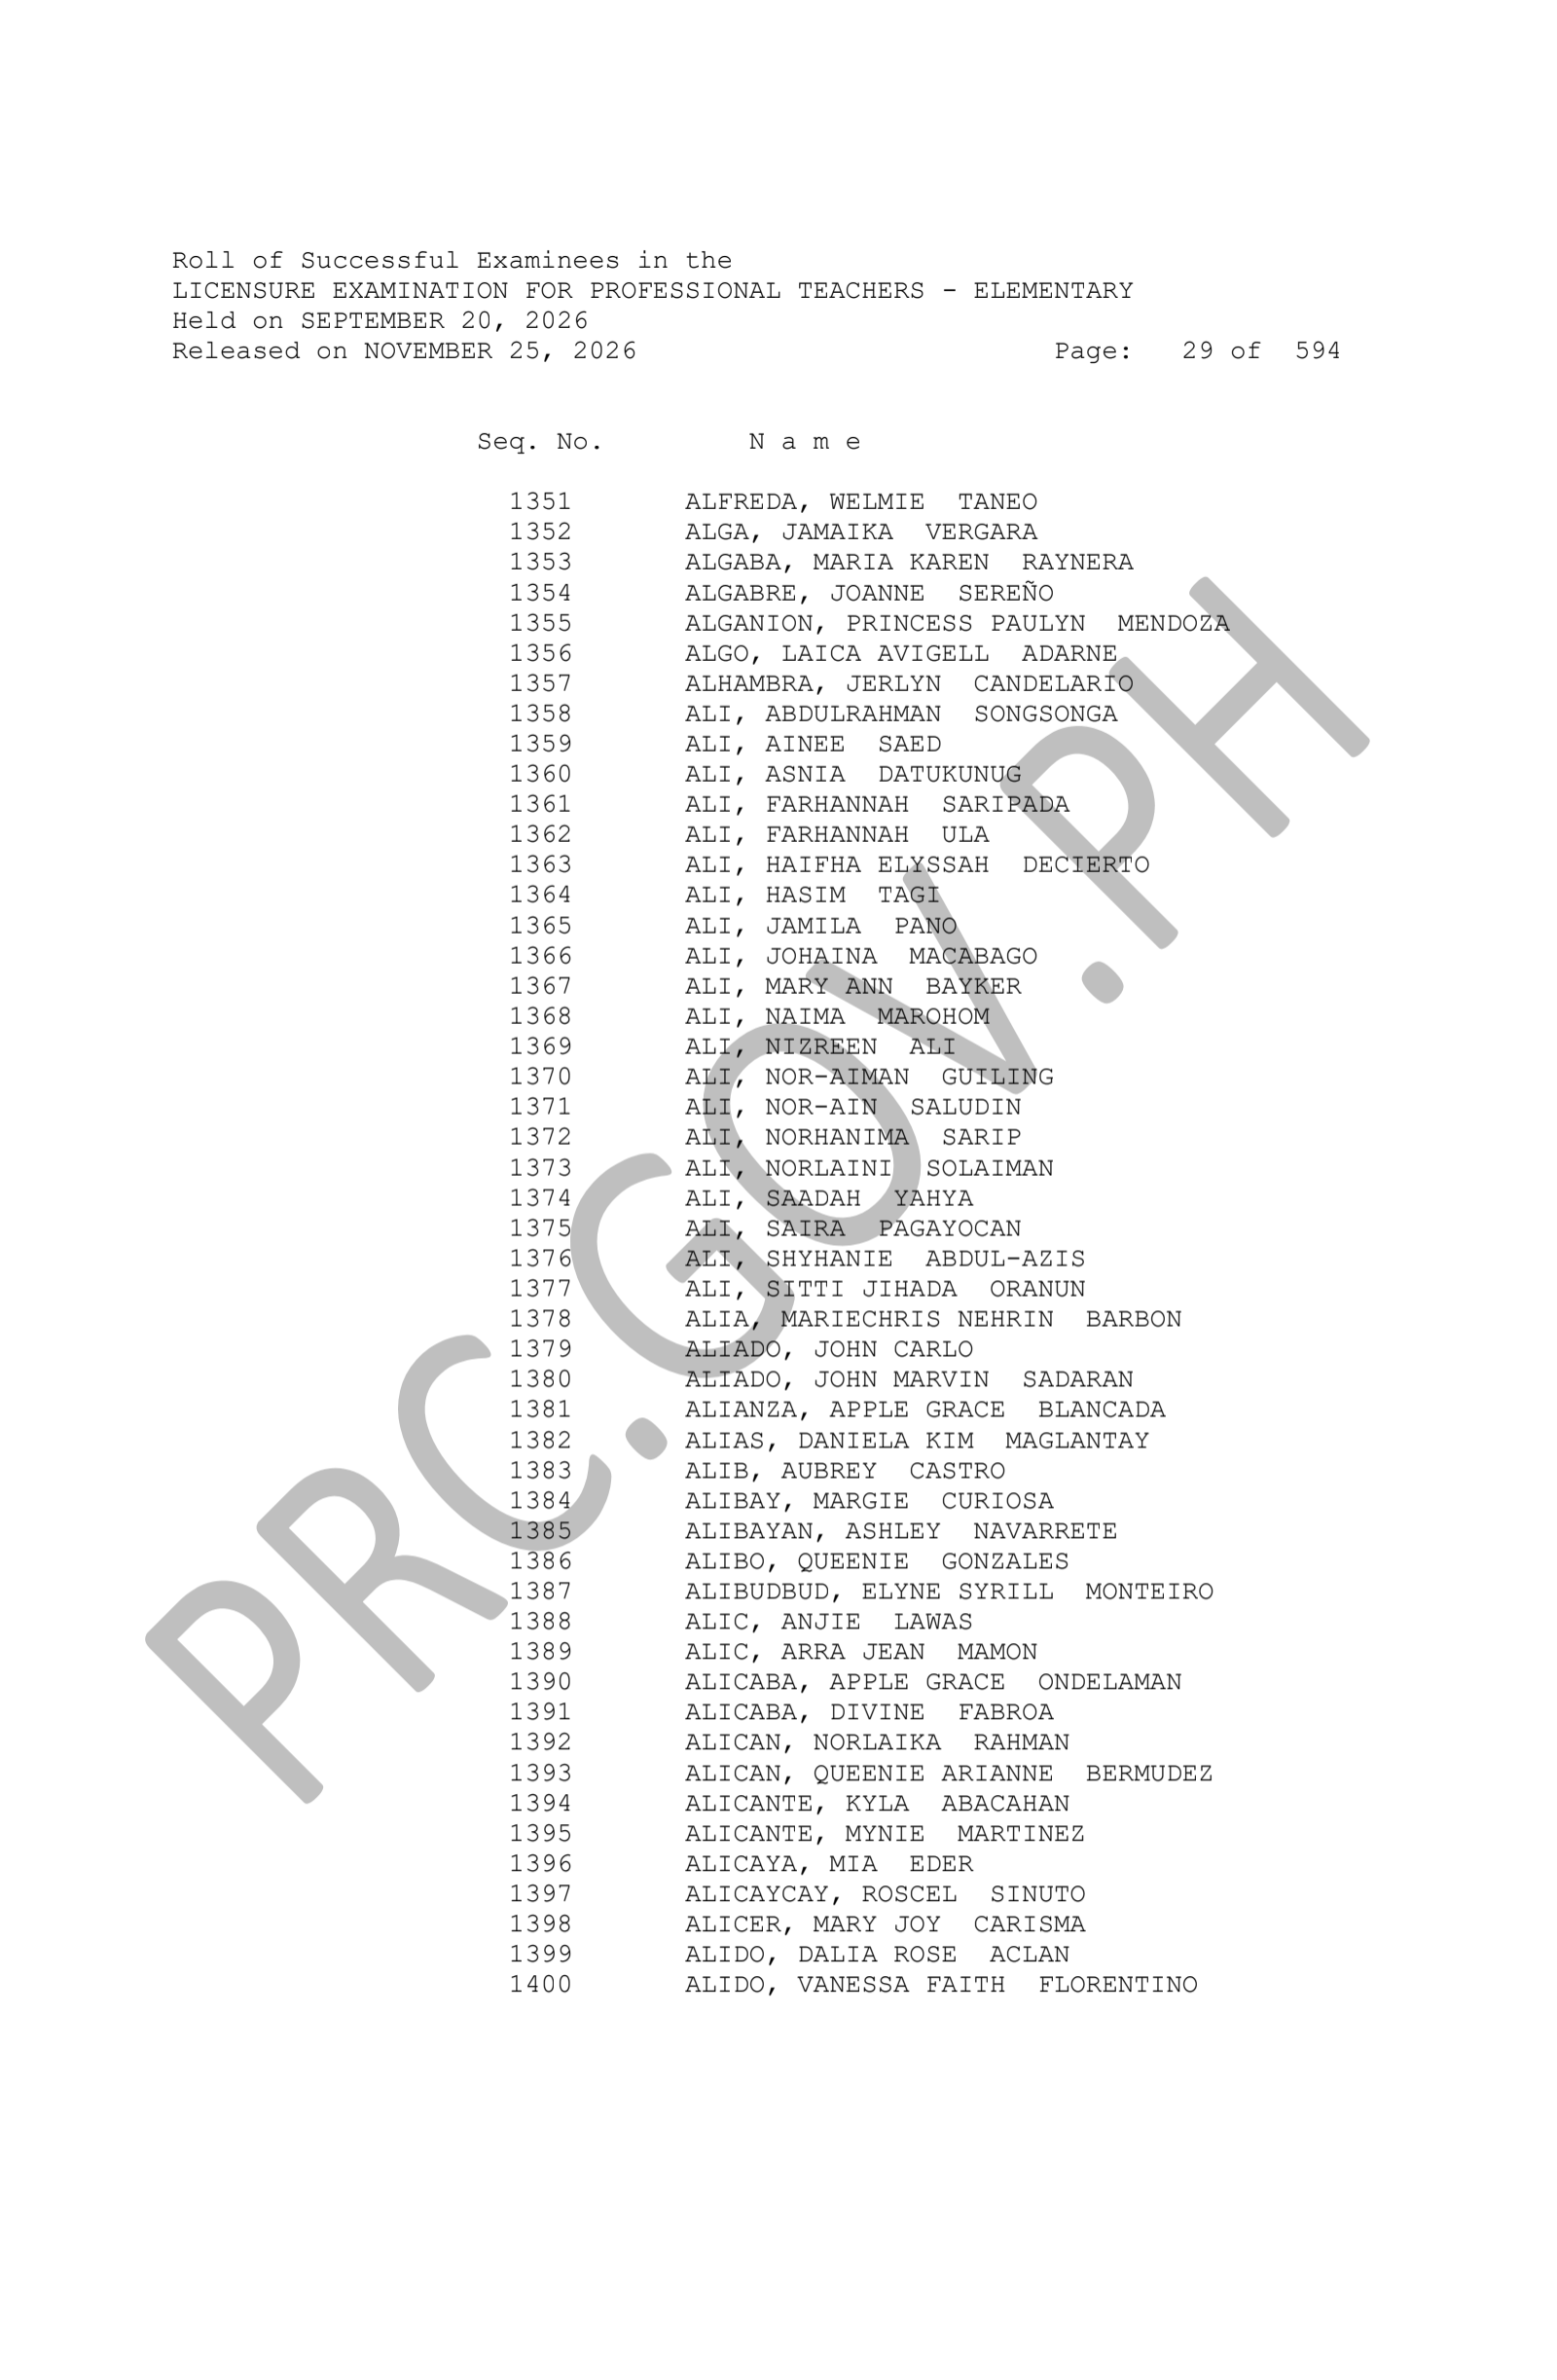 Roll of Successful Examinees in the
LICENSURE EXAMINATION FOR PROFESSIONAL TEACHERS - ELEMENTARY
Held on SEPTEMBER 20, 2026
Released on NOVEMBER 25, 2026 Page: 29 of 594
Seq. No. N a m e
1351 ALFREDA, WELMIE TANEO
1352 ALGA, JAMAIKA VERGARA
1353 ALGABA, MARIA KAREN RAYNERA
1354 ALGABRE, JOANNE SEREÑO
1355 ALGANION, PRINCESS PAULYN MENDOZA
1356 ALGO, LAICA AVIGELL ADARNE
1357 ALHAMBRA, JERLYN CANDELARIO
1358 ALI, ABDULRAHMAN SONGSONGA
1359 ALI, AINEE SAED
1360 ALI, ASNIA DATUKUNUG
1361 ALI, FARHANNAH SARIPADA
1362 ALI, FARHANNAH ULA
1363 ALI, HAIFHA ELYSSAH DECIERTO
1364 ALI, HASIM TAGI
1365 ALI, JAMILA PANO
1366 ALI, JOHAINA MACABAGO
1367 ALI, MARY ANN BAYKER
1368 ALI, NAIMA MAROHOM
1369 ALI, NIZREEN ALI
1370 ALI, NOR-AIMAN GUILING
1371 ALI, NOR-AIN SALUDIN
1372 ALI, NORHANIMA SARIP
1373 ALI, NORLAINI SOLAIMAN
1374 ALI, SAADAH YAHYA
1375 ALI, SAIRA PAGAYOCAN
1376 ALI, SHYHANIE ABDUL-AZIS
1377 ALI, SITTI JIHADA ORANUN
1378 ALIA, MARIECHRIS NEHRIN BARBON
1379 ALIADO, JOHN CARLO
1380 ALIADO, JOHN MARVIN SADARAN
1381 ALIANZA, APPLE GRACE BLANCADA
1382 ALIAS, DANIELA KIM MAGLANTAY
1383 ALIB, AUBREY CASTRO
1384 ALIBAY, MARGIE CURIOSA
1385 ALIBAYAN, ASHLEY NAVARRETE
1386 ALIBO, QUEENIE GONZALES
1387 ALIBUDBUD, ELYNE SYRILL MONTEIRO
1388 ALIC, ANJIE LAWAS
1389 ALIC, ARRA JEAN MAMON
1390 ALICABA, APPLE GRACE ONDELAMAN
1391 ALICABA, DIVINE FABROA
1392 ALICAN, NORLAIKA RAHMAN
1393 ALICAN, QUEENIE ARIANNE BERMUDEZ
1394 ALICANTE, KYLA ABACAHAN
1395 ALICANTE, MYNIE MARTINEZ
1396 ALICAYA, MIA EDER
1397 ALICAYCAY, ROSCEL SINUTO
1398 ALICER, MARY JOY CARISMA
1399 ALIDO, DALIA ROSE ACLAN
1400 ALIDO, VANESSA FAITH FLORENTINO
PRC.GOV.PH